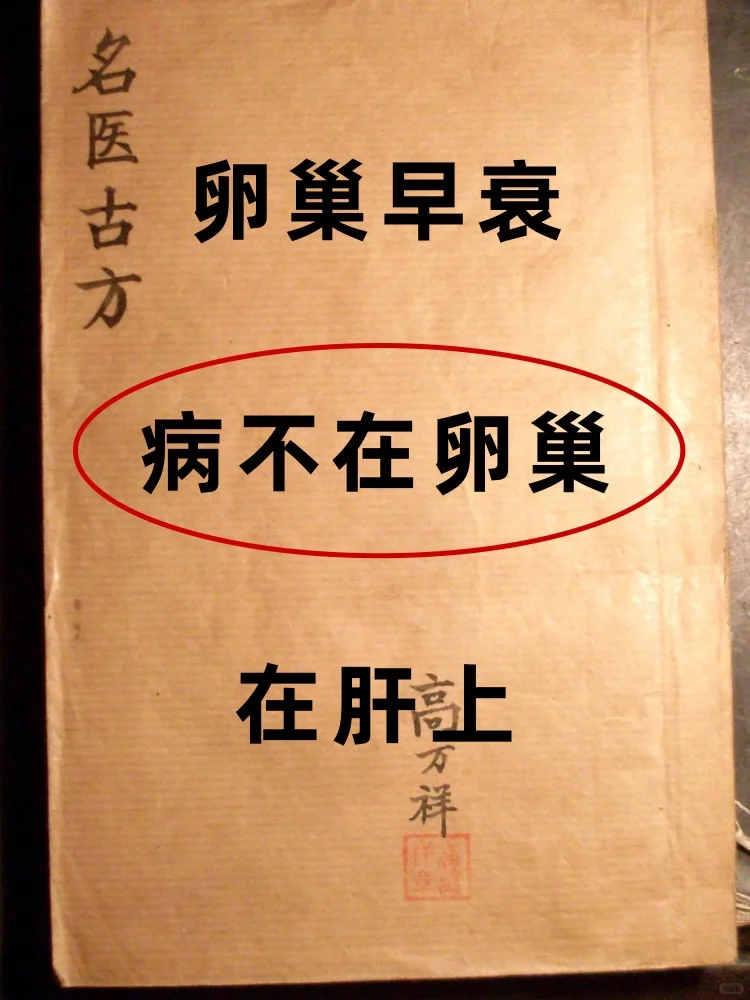 名医古方
卵巢早衰
病不在卵巢
在肝上
高万祥